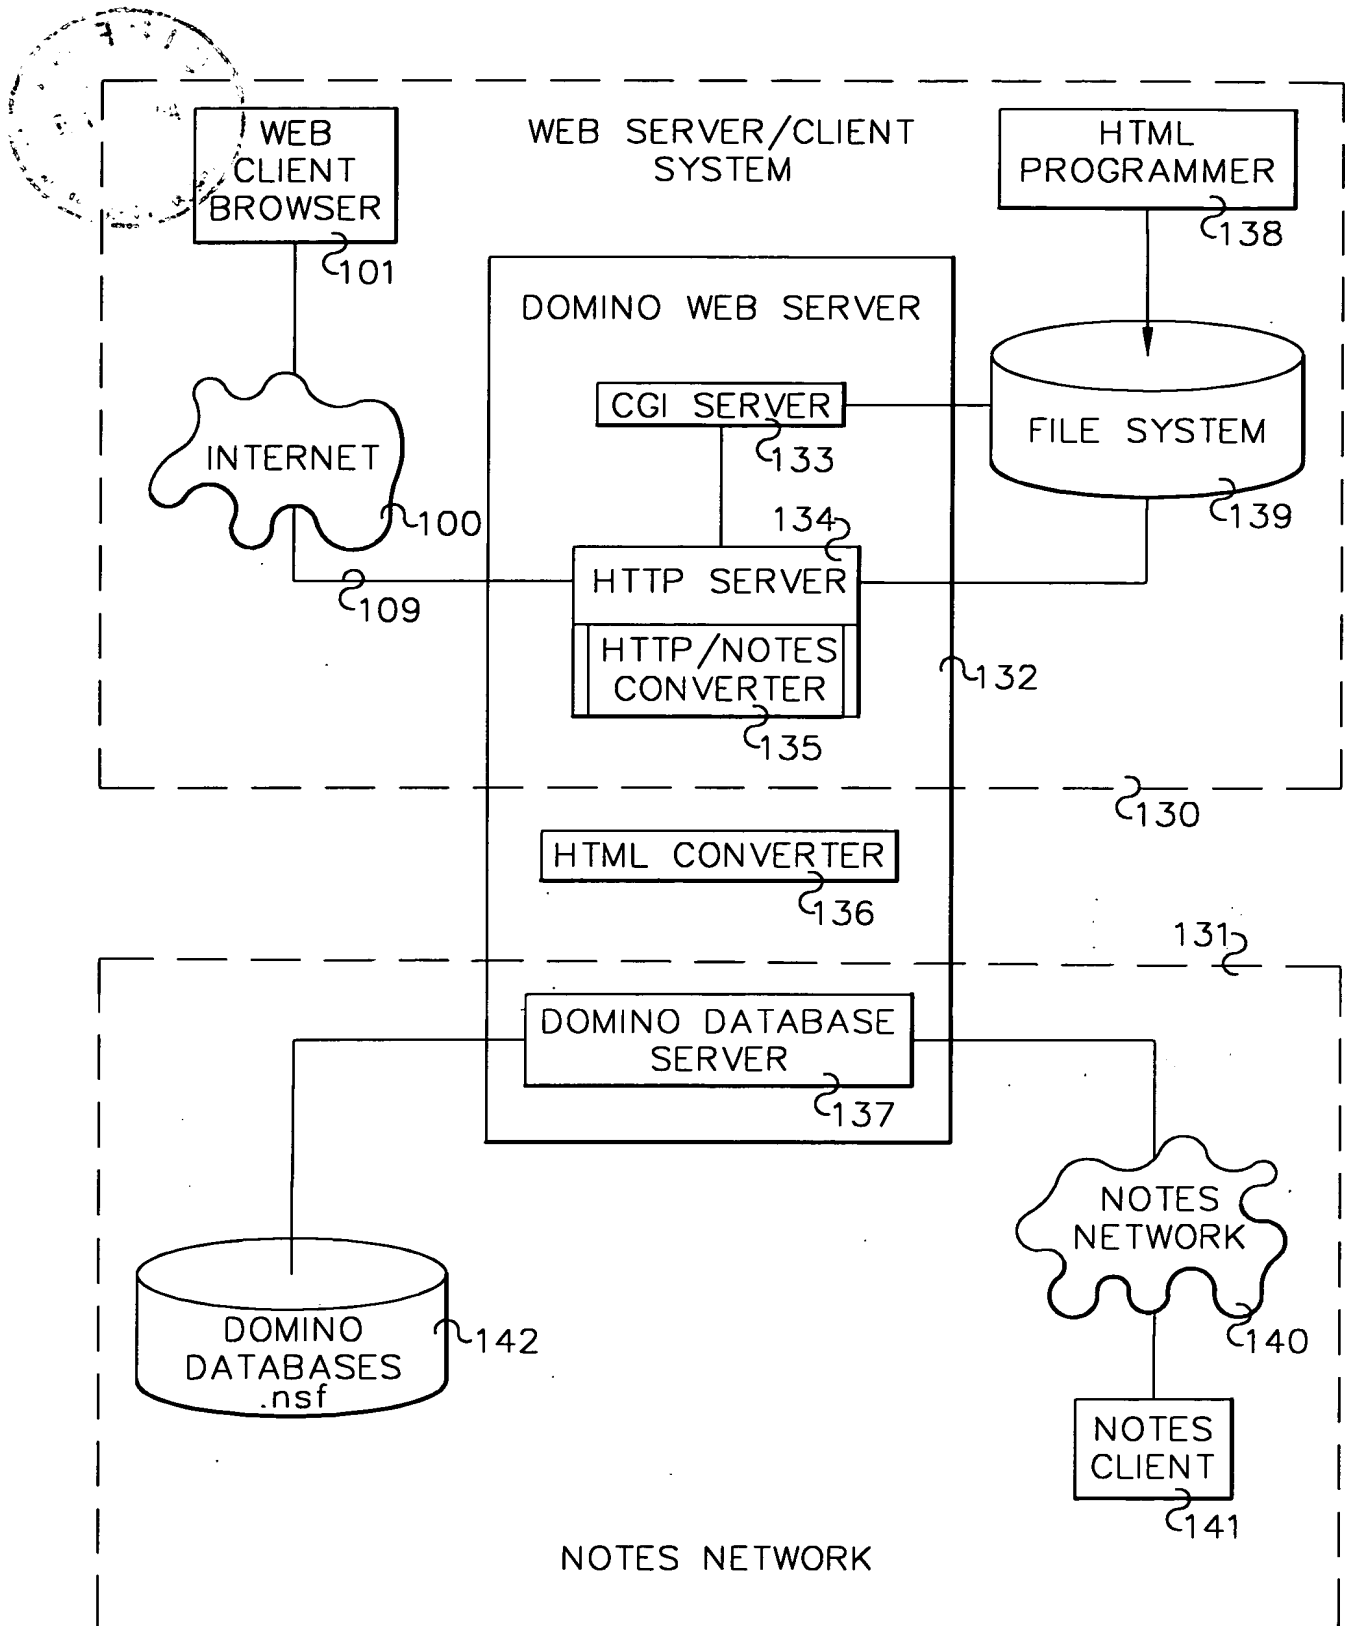 WEB
CLIENT
BROWSER
101
WEB SERVER/CLIENT
SYSTEM
HTML
PROGRAMMER
138
DOMINO WEB SERVER
CGI SERVER
133
FILE SYSTEM
139
INTERNET
100
134
HTTP SERVER
109
HTTP/NOTES
CONVERTER
135
132
130
HTML CONVERTER
136
131
DOMINO DATABASE
SERVER
137
NOTES
NETWORK
140
DOMINO
DATABASES
.nsf
142
NOTES
CLIENT
141
NOTES NETWORK